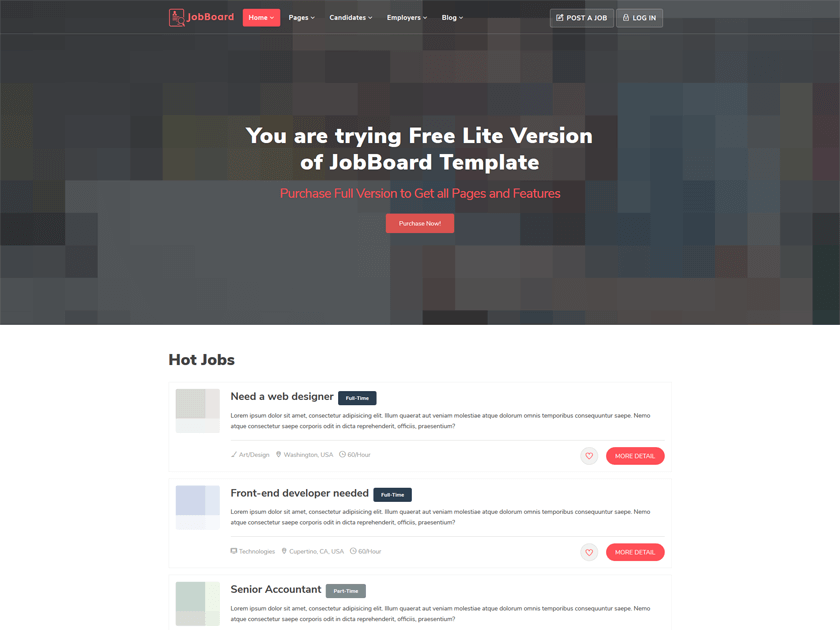 JobBoard
Home
Pages
Candidates
Employers
Blog
POST A JOB
LOG IN
You are trying Free Lite Version
of JobBoard Template
Purchase Full Version to Get all Pages and Features
Purchase Now!
Hot Jobs
Need a web designer
Full-Time
Lorem ipsum dolor sit amet, consectetur adipisicing elit. Illum quaerat aut veniam molestiae atque dolorum omnis temporibus consequuntur saepe. Nemo
atque consectetur saepe corporis odit in dicta reprehenderit, officiis, praesentium?
Art/Design
Washington, USA
60/Hour
MORE DETAIL
Front-end developer needed
Full-Time
Lorem ipsum dolor sit amet, consectetur adipisicing elit. Illum quaerat aut veniam molestiae atque dolorum omnis temporibus consequuntur saepe. Nemo
atque consectetur saepe corporis odit in dicta reprehenderit, officiis, praesentium?
Technologies
Cupertino, CA, USA
60/Hour
MORE DETAIL
Senior Accountant
Part-Time
Lorem ipsum dolor sit amet, consectetur adipisicing elit. Illum quaerat aut veniam molestiae atque dolorum omnis temporibus consequuntur saepe. Nemo
atque consectetur saepe corporis odit in dicta reprehenderit, officiis, praesentium?